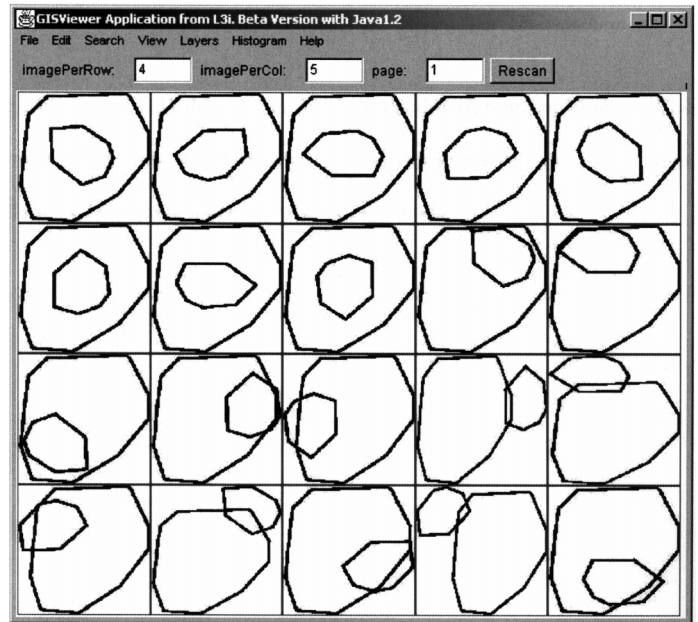 GISViewer Application from L3i. Beta Version with Java1.2
File Edit Search View Layers Histogram Help
imagePerRow: 4 imagePerCol: 5 page: 1 Rescan